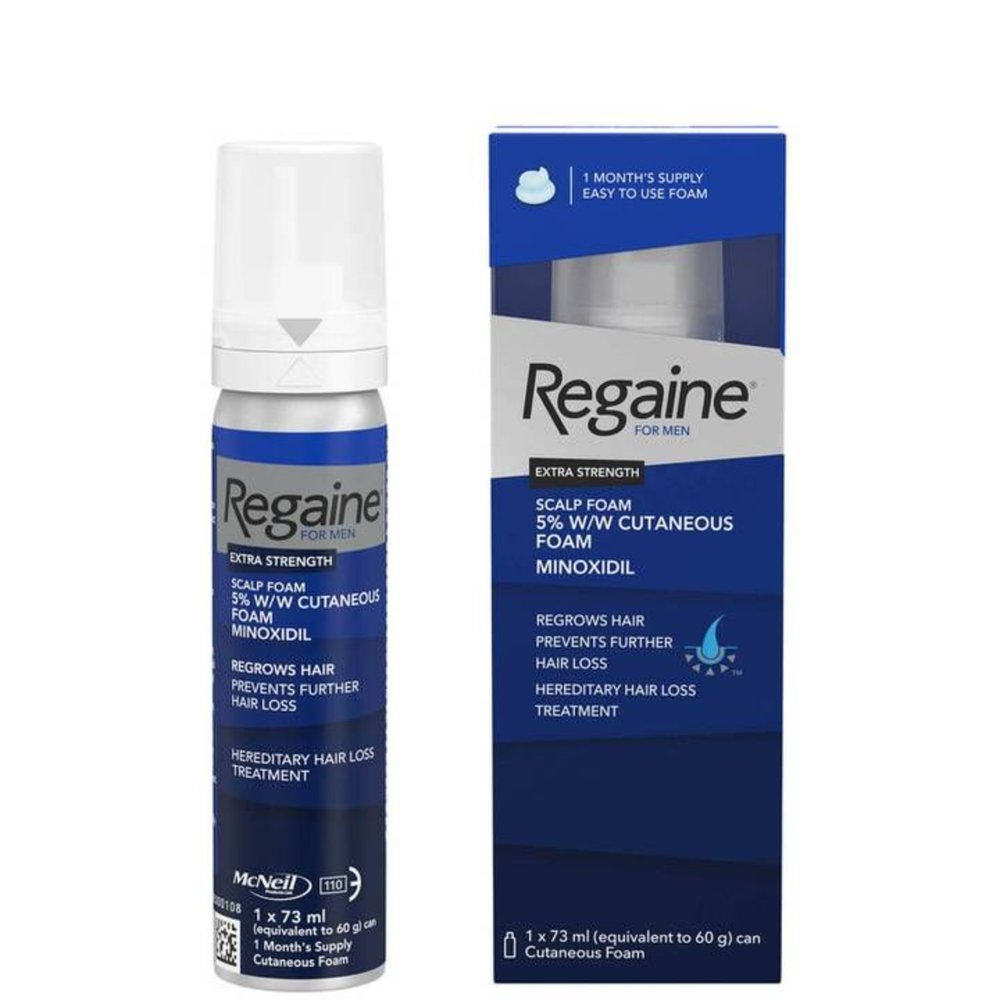 Regaine®
FOR MEN
EXTRA STRENGTH
SCALP FOAM
5% W/W CUTANEOUS
FOAM
MINOXIDIL
REGROWS HAIR
PREVENTS FURTHER
HAIR LOSS
HEREDITARY HAIR LOSS
TREATMENT
McNeil
110
1 x 73 ml
(equivalent to 60 g) can
1 Month's Supply
Cutaneous Foam
1 MONTH'S SUPPLY
EASY TO USE FOAM
Regaine®
FOR MEN
EXTRA STRENGTH
SCALP FOAM
5% W/W CUTANEOUS
FOAM
MINOXIDIL
REGROWS HAIR
PREVENTS FURTHER
HAIR LOSS
TM
HEREDITARY HAIR LOSS
TREATMENT
1 x 73 ml (equivalent to 60 g) can
Cutaneous Foam